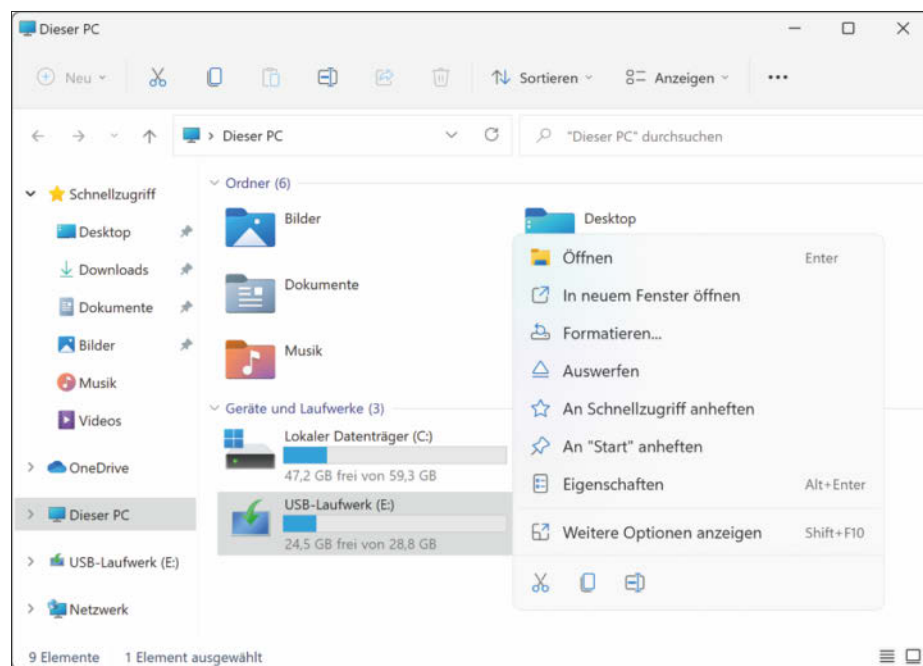 Dieser PC
Neu
Sortieren
Anzeigen
Dieser PC
"Dieser PC" durchsuchen
Schnellzugriff
Desktop
Downloads
Dokumente
Bilder
Musik
Videos
OneDrive
Dieser PC
USB-Laufwerk (E:)
Netzwerk
Ordner (6)
Bilder
Desktop
Dokumente
Musik
Geräte und Laufwerke (3)
Lokaler Datenträger (C:)
47,2 GB frei von 59,3 GB
USB-Laufwerk (E:)
24,5 GB frei von 28,8 GB
Öffnen Enter
In neuem Fenster öffnen
Formatieren...
Auswerfen
An Schnellzugriff anheften
An "Start" anheften
Eigenschaften Alt+Enter
Weitere Optionen anzeigen Shift+F10
9 Elemente 1 Element ausgewählt